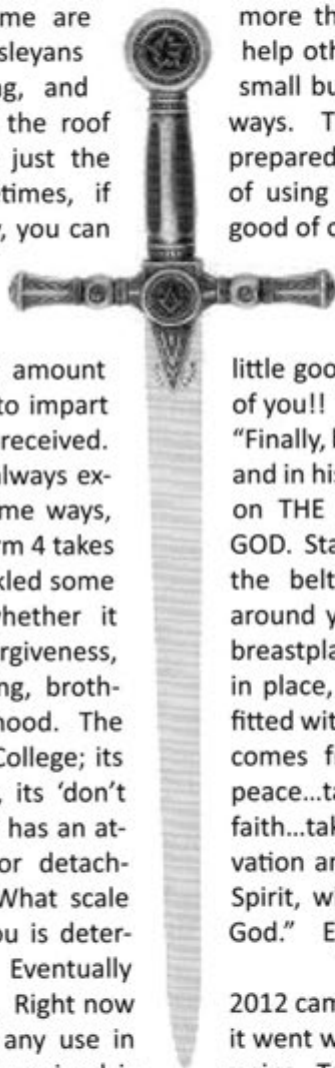 me are
sleyans
g, and
the roof
just the
etimes, if
, you can
amount
to impart
received.
always ex-
me ways,
rm 4 takes
kled some
whether it
rgiveness,
ng, broth-
hood. The
College; its
, its ‘don’t
has an at-
or detach-
What scale
ou is deter-
Eventually
Right now
any use in
more th
help oth
small bu
ways. T
prepared
of using
good of o
little goo
of you!!
“Finally, b
and in his
on THE
GOD. Sta
the belt
around y
breastpla
in place,
fitted wit
comes f
peace...ta
faith...tak
vation an
Spirit, w
God.” E
2012 cam
it went w